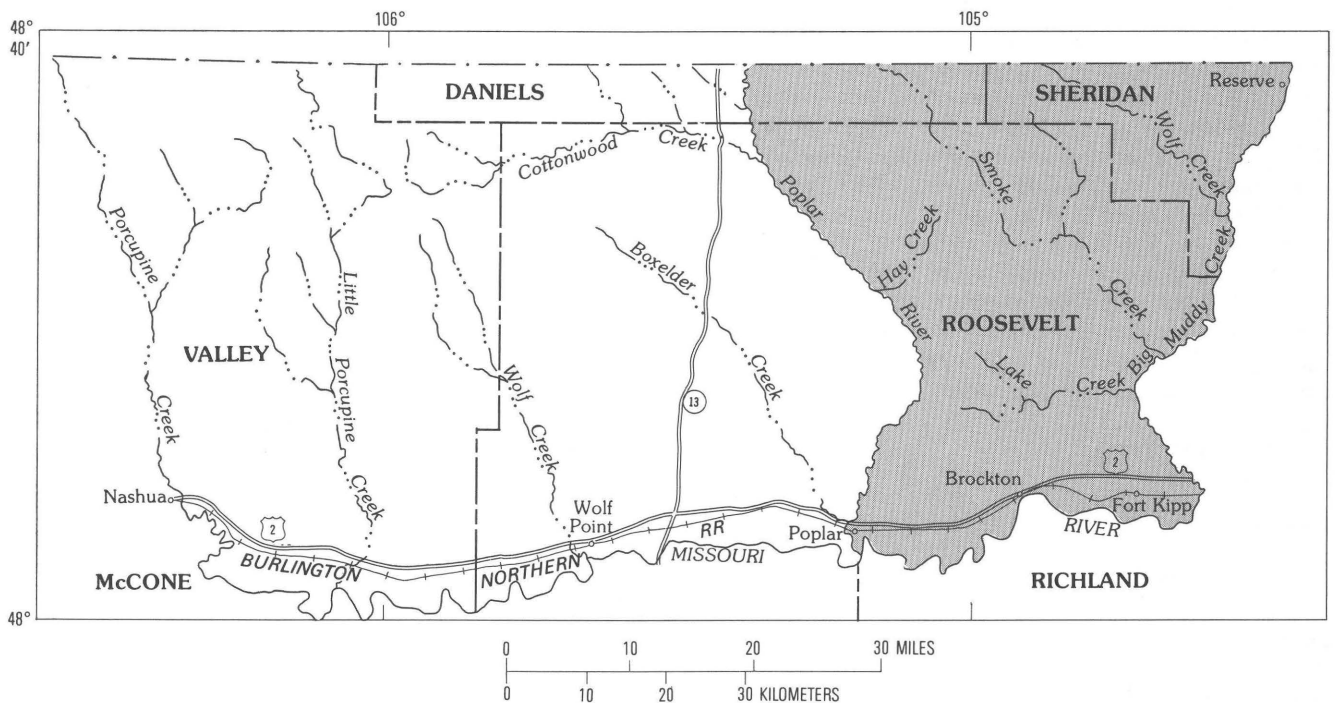 106°
105°
48°
40'
DANIELS
SHERIDAN
Reserve
Wolf
Creek
Cottonwood
Creek
Smoke
Poplar
Porcupine
Hay Creek
Creek
Boxelder
Little
Creek
River
ROOSEVELT
Big Muddy
VALLEY
Lake
Creek
Porcupine
Wolf
Creek
13
Creek
Creek
Creek
Nashua
2
Wolf
Point
Brockton
2
Fort Kipp
Poplar
RIVER
BURLINGTON
NORTHERN
RR
MISSOURI
McCONE
RICHLAND
48°
0 10 20 30 MILES
0 10 20 30 KILOMETERS